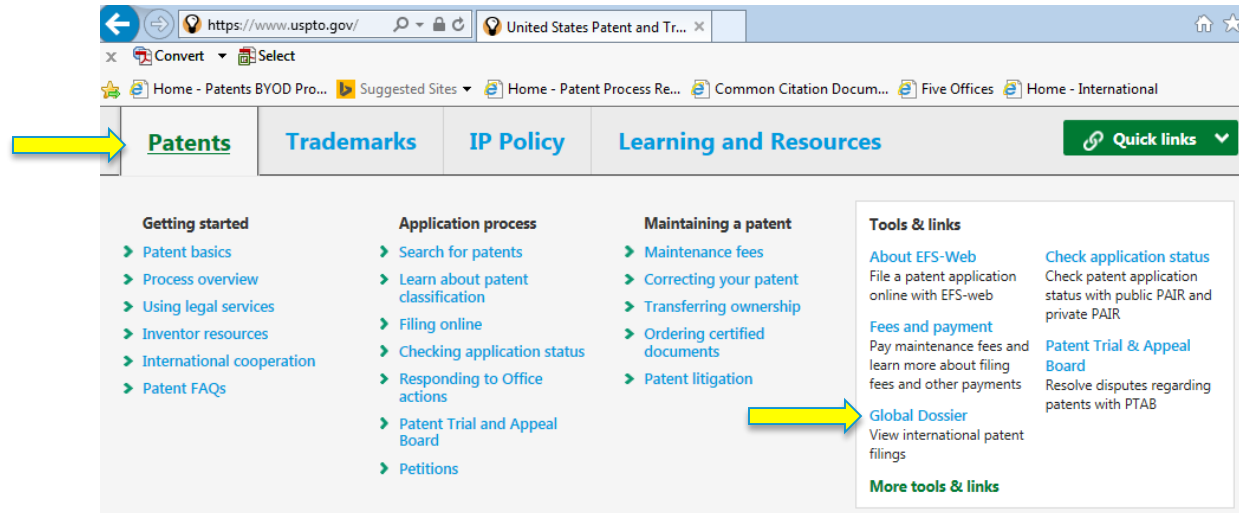 https://www.uspto.gov/
United States Patent and Tr...
x Convert Select
Home - Patents BYOD Pro... Suggested Sites Home - Patent Process Re... Common Citation Docum... Five Offices Home - International
Patents Trademarks IP Policy Learning and Resources Quick links
Getting started
Patent basics
Process overview
Using legal services
Inventor resources
International cooperation
Patent FAQs
Application process
Search for patents
Learn about patent
classification
Filing online
Checking application status
Responding to Office
actions
Patent Trial and Appeal
Board
Petitions
Maintaining a patent
Maintenance fees
Correcting your patent
Transferring ownership
Ordering certified
documents
Patent litigation
Tools & links
About EFS-Web
File a patent application
online with EFS-web
Fees and payment
Pay maintenance fees and
learn more about filing
fees and other payments
Global Dossier
View international patent
filings
More tools & links
Check application status
Check patent application
status with public PAIR and
private PAIR
Patent Trial & Appeal
Board
Resolve disputes regarding
patents with PTAB